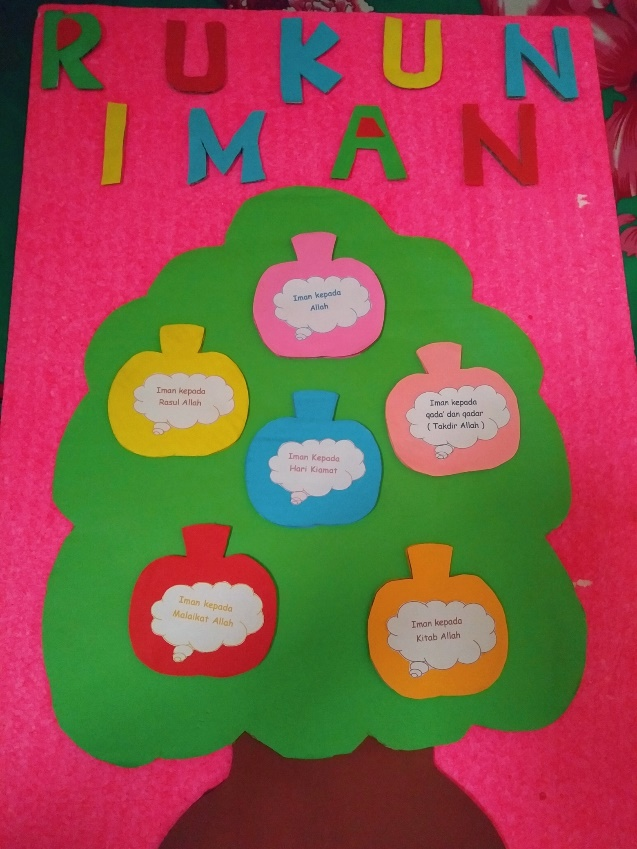 RUKUN
IMAN
Iman kepada
Allah
Iman kepada
Rasul Allah
Iman kepada
qada' dan qadar
( Takdir Allah )
Iman Kepada
Hari Kiamat
Iman kepada
Malaikat Allah
Iman kepada
Kitab Allah